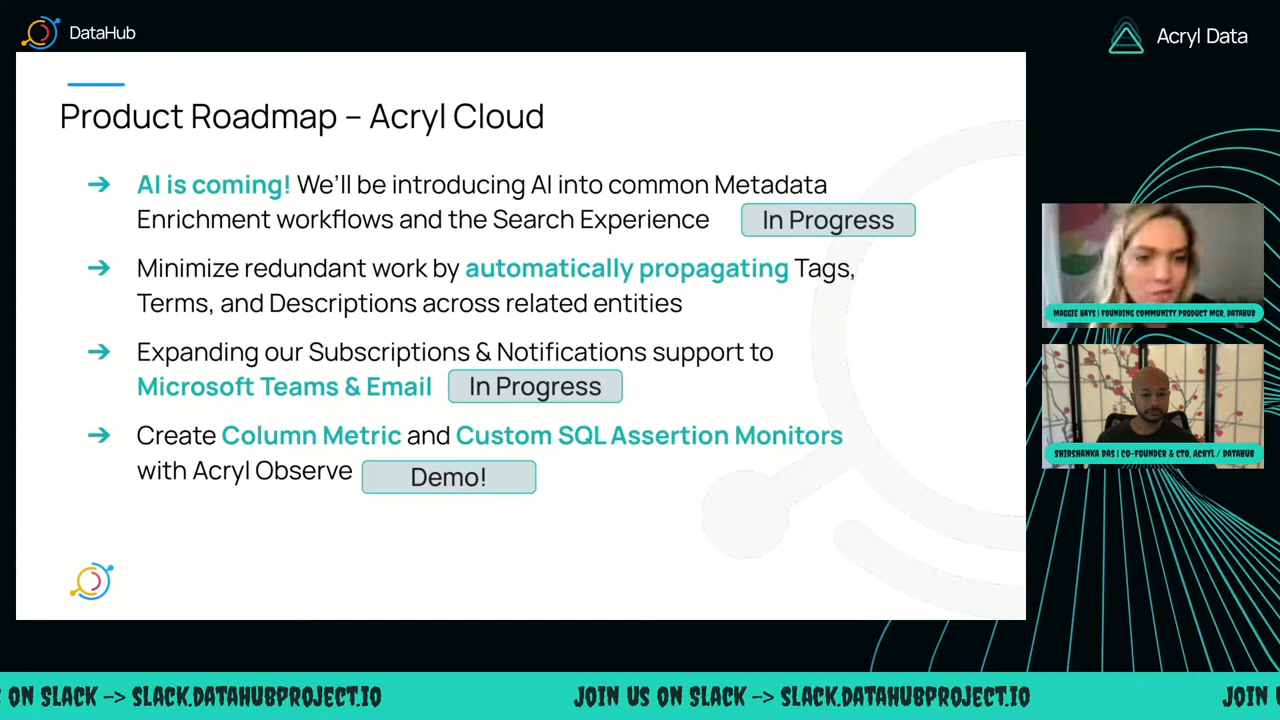 DataHub
Acryl Data
Product Roadmap – Acryl Cloud
➔ AI is coming! We'll be introducing AI into common Metadata
Enrichment workflows and the Search Experience In Progress
➔ Minimize redundant work by automatically propagating Tags,
Terms, and Descriptions across related entities
➔ Expanding our Subscriptions & Notifications support to
Microsoft Teams & Email In Progress
➔ Create Column Metric and Custom SQL Assertion Monitors
with Acryl Observe Demo!
MAGGIE HAYS | FOUNDING COMMUNITY PRODUCT MGR, DATAHUB
SHIRSHANKA DAS | CO-FOUNDER & CTO, ACRYL / DATAHUB
S ON SLACK -> SLACK.DATAHUBPROJECT.IO JOIN US ON SLACK -> SLACK.DATAHUBPROJECT.IO JOIN U